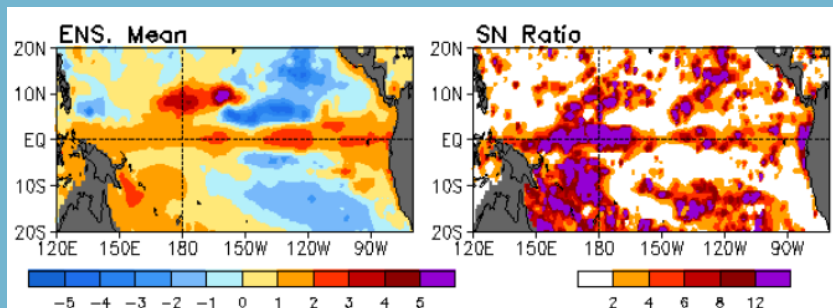 ENS. Mean
SN Ratio
20N
10N
EQ
10S
20S
120E 150E 180 150W 120W 90W
-5 -4 -3 -2 -1 0 1 2 3 4 5
20N
10N
EQ
10S
20S
120E 150E 180 150W 120W 90W
2 4 6 8 12